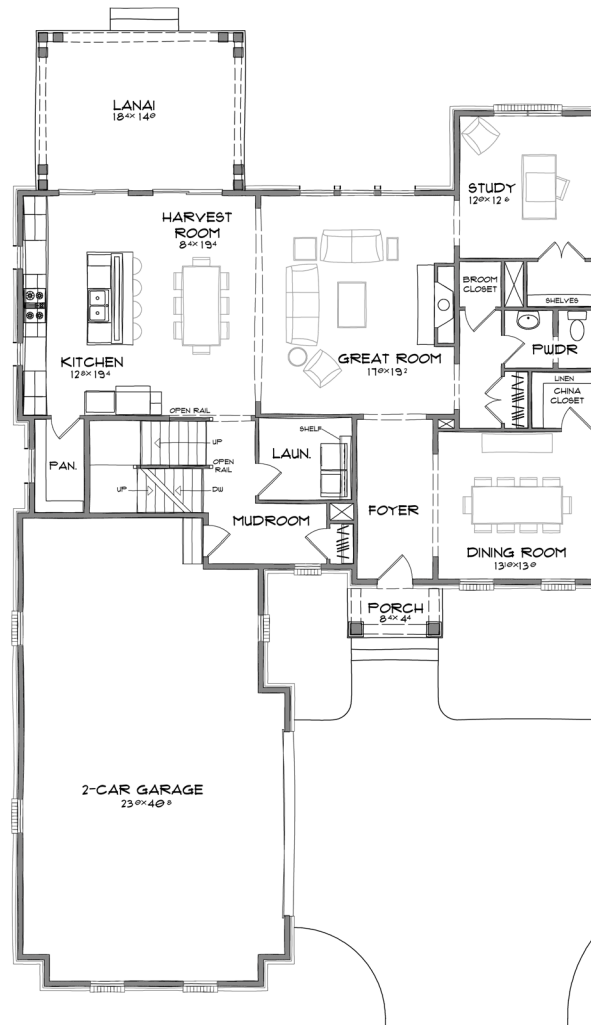 LANAI
18⁴× 14⁰
STUDY
12⁰× 12⁶
HARVEST
ROOM
8⁴× 19⁴
BROOM
CLOSET
SHELVES
KITCHEN
12⁸× 19⁴
GREAT ROOM
17⁰× 19²
PWDR
LINEN
CHINA
CLOSET
OPEN RAIL
SHELF
UP
LAUN.
PAN.
OPEN
RAIL
UP
DW
MUDROOM
FOYER
DINING ROOM
13¹⁰× 13⁰
PORCH
8⁴× 4⁴
2-CAR GARAGE
23⁰× 40⁸